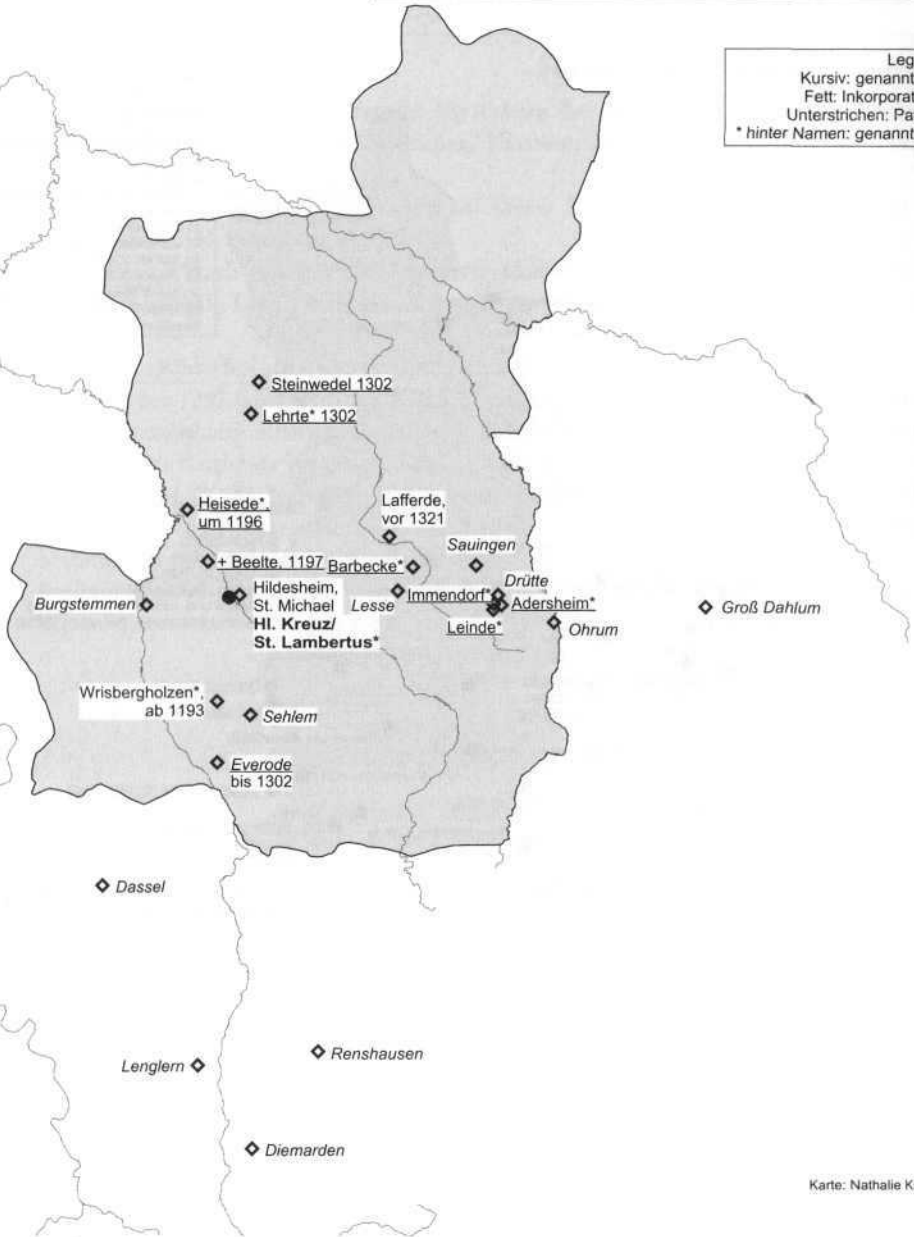 Leg
Kursiv: genannt
Fett: Inkorporat
Unterstrichen: Pa
* hinter Namen: genannt
Steinwedel 1302
Lehrte* 1302
Heisede*,
um 1196
Lafferde,
vor 1321
Sauingen
+ Beelte, 1197
Barbecke*
Drütte
Burgstemmen
Hildesheim,
St. Michael
Hl. Kreuz/
St. Lambertus*
Lesse
Immendorf*
Adersheim*
Groß Dahlum
Leinde*
Ohrum
Wrisbergholzen*,
ab 1193
Sehlem
Everode
bis 1302
Dassel
Lenglern
Renshausen
Diemarden
Karte: Nathalie K